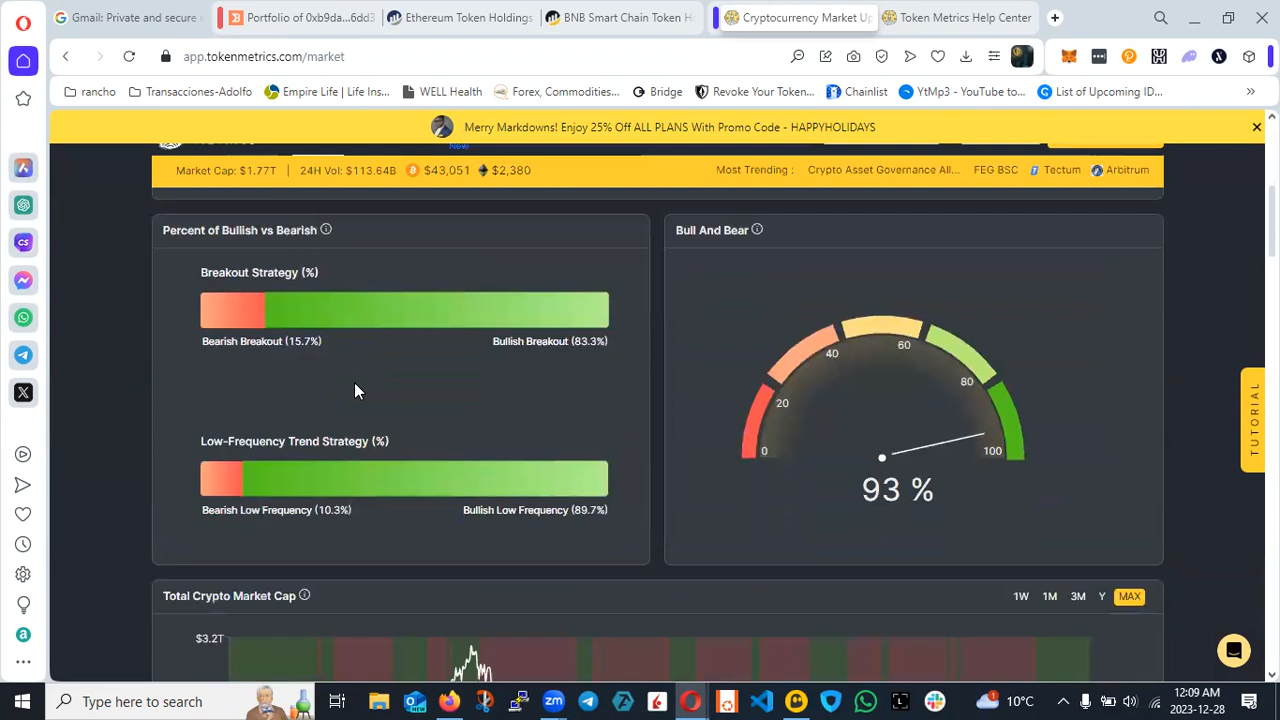 Gmail: Private and secure
Portfolio of 0xb9da...6dd3
Ethereum Token Holdings
BNB Smart Chain Token H
Cryptocurrency Market Up
Token Metrics Help Center
app.tokenmetrics.com/market
rancho
Transacciones-Adolfo
Empire Life | Life Ins...
WELL Health
Forex, Commodities...
Bridge
Revoke Your Token...
Chainlist
YtMp3 - YouTube to...
List of Upcoming ID...
Merry Markdowns! Enjoy 25% Off ALL PLANS With Promo Code - HAPPYHOLIDAYS
New
Market Cap: $1.77T
24H Vol: $113.64B
$43,051
$2,380
Most Trending :
Crypto Asset Governance All...
FEG BSC
Tectum
Arbitrum
Percent of Bullish vs Bearish
Breakout Strategy (%)
Bearish Breakout (15.7%)
Bullish Breakout (83.3%)
Low-Frequency Trend Strategy (%)
Bearish Low Frequency (10.3%)
Bullish Low Frequency (89.7%)
Bull And Bear
0
20
40
60
80
100
93 %
TUTORIAL
Total Crypto Market Cap
1W
1M
3M
Y
MAX
$3.2T
Type here to search
10°C
12:09 AM
2023-12-28